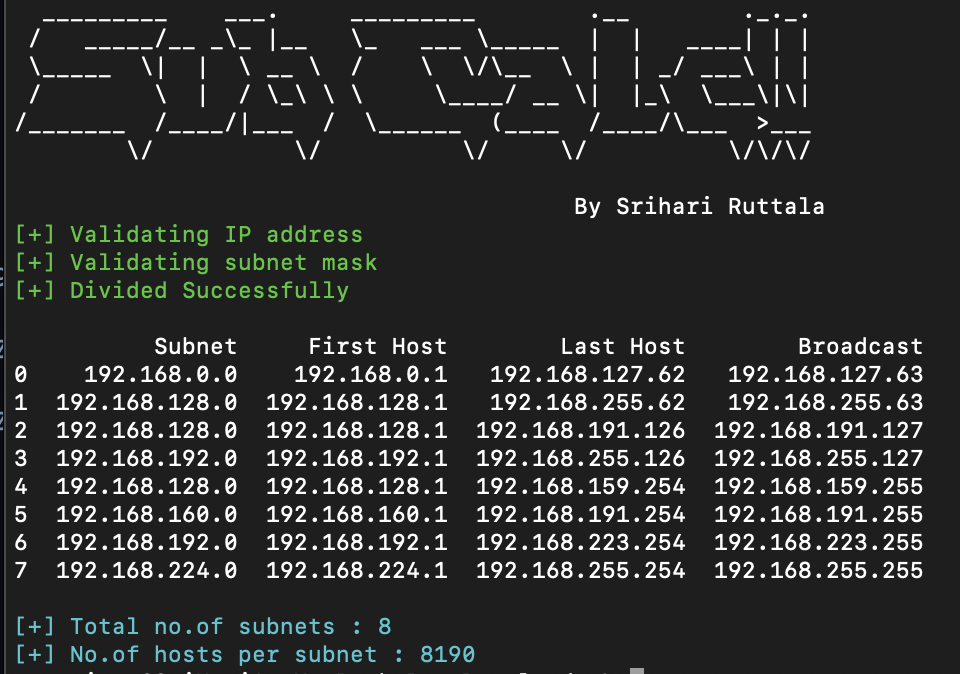 Sub Calc!!
By Srihari Ruttala
[+] Validating IP address
[+] Validating subnet mask
[+] Divided Successfully
Subnet First Host Last Host Broadcast
0 192.168.0.0 192.168.0.1 192.168.127.62 192.168.127.63
1 192.168.128.0 192.168.128.1 192.168.255.62 192.168.255.63
2 192.168.128.0 192.168.128.1 192.168.191.126 192.168.191.127
3 192.168.192.0 192.168.192.1 192.168.255.126 192.168.255.127
4 192.168.128.0 192.168.128.1 192.168.159.254 192.168.159.255
5 192.168.160.0 192.168.160.1 192.168.191.254 192.168.191.255
6 192.168.192.0 192.168.192.1 192.168.223.254 192.168.223.255
7 192.168.224.0 192.168.224.1 192.168.255.254 192.168.255.255
[+] Total no.of subnets : 8
[+] No.of hosts per subnet : 8190